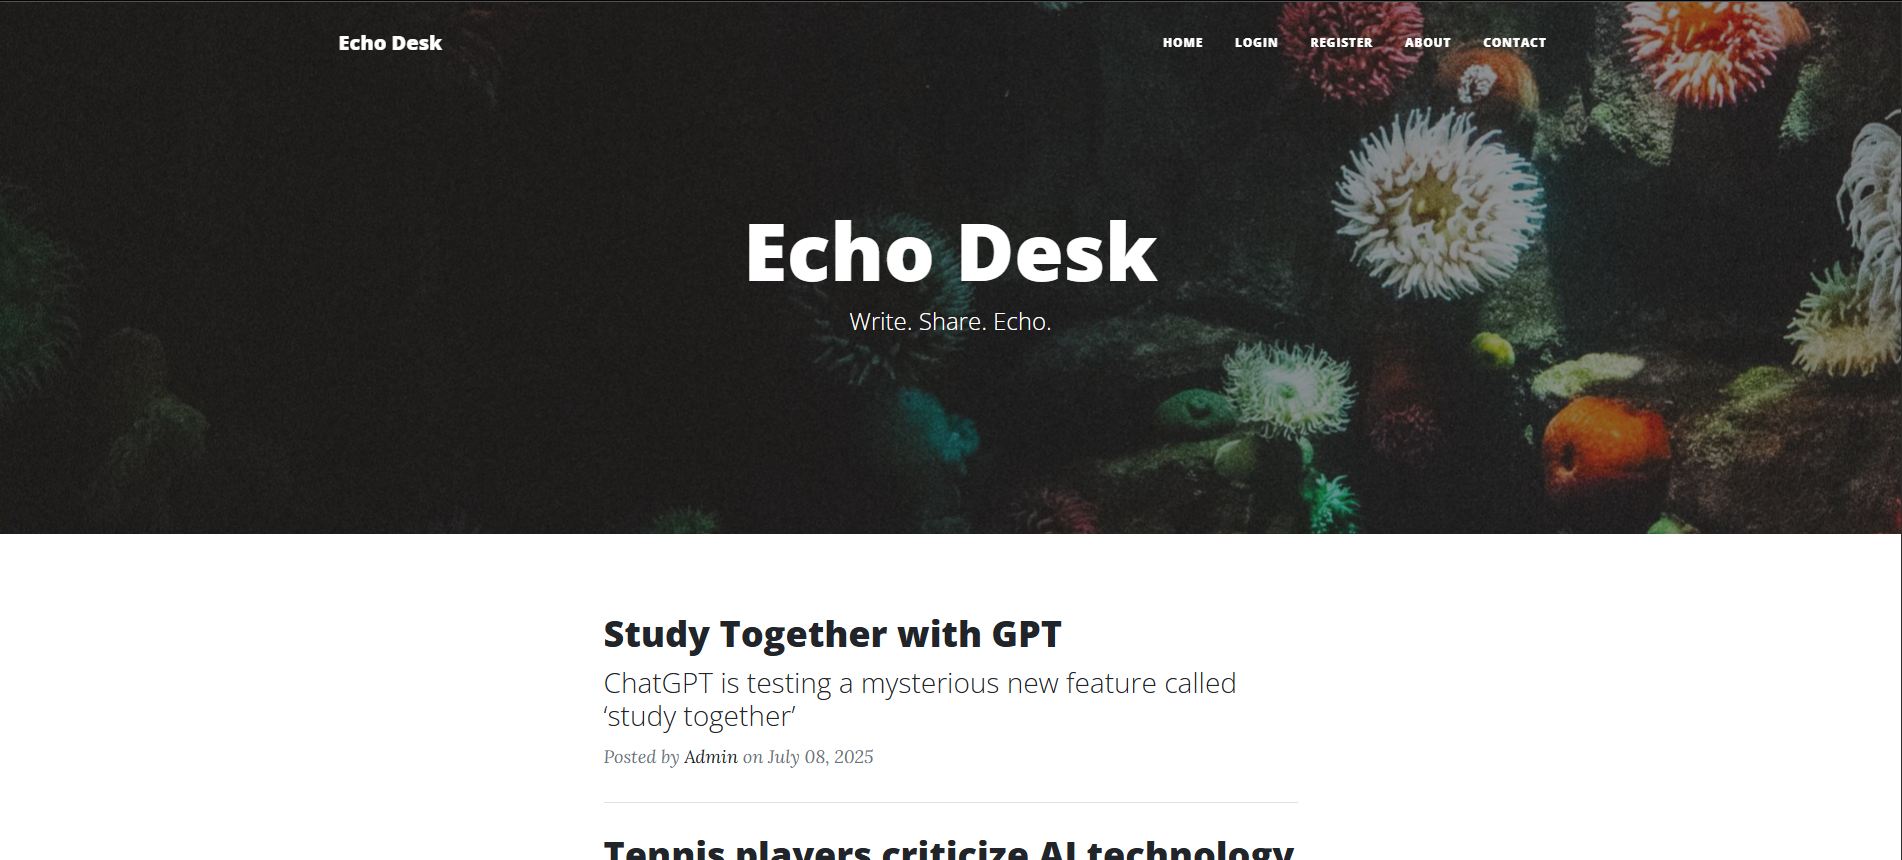 Echo Desk
HOME LOGIN REGISTER ABOUT CONTACT
Echo Desk
Write. Share. Echo.
Study Together with GPT
ChatGPT is testing a mysterious new feature called
‘study together’
Posted by Admin on July 08, 2025
Tennis players criticize AI technology